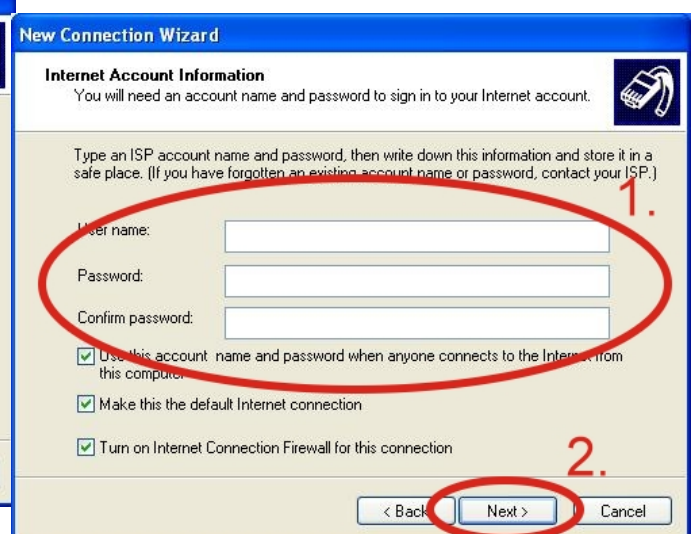 New Connection Wizard
Internet Account Information
You will need an account name and password to sign in to your Internet account.
Type an ISP account name and password, then write down this information and store it in a
safe place. (If you have forgotten an existing account name or password, contact your ISP.)
1.
User name:
Password:
Confirm password:
Use this account name and password when anyone connects to the Internet from
this computer
Make this the default Internet connection
Turn on Internet Connection Firewall for this connection
2.
< Back
Next >
Cancel